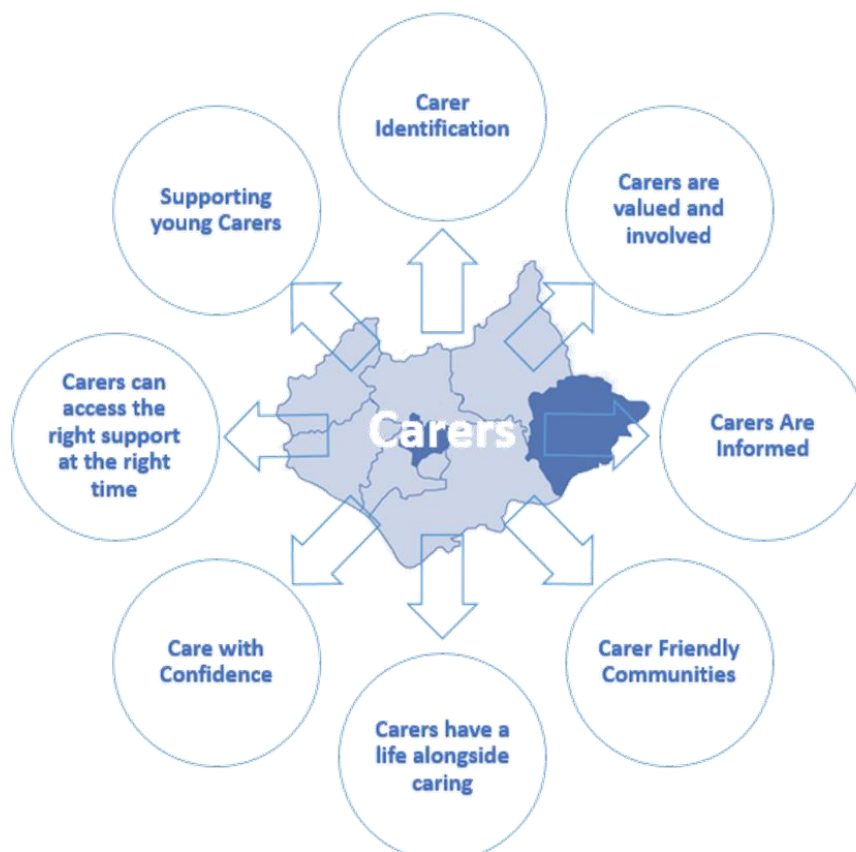 Carer
Identification
Carers are
valued and
involved
Carers Are
Informed
Carer Friendly
Communities
Carers have a
life alongside
caring
Care with
Confidence
Carers can
access the
right support
at the right
time
Supporting
young Carers
Carers